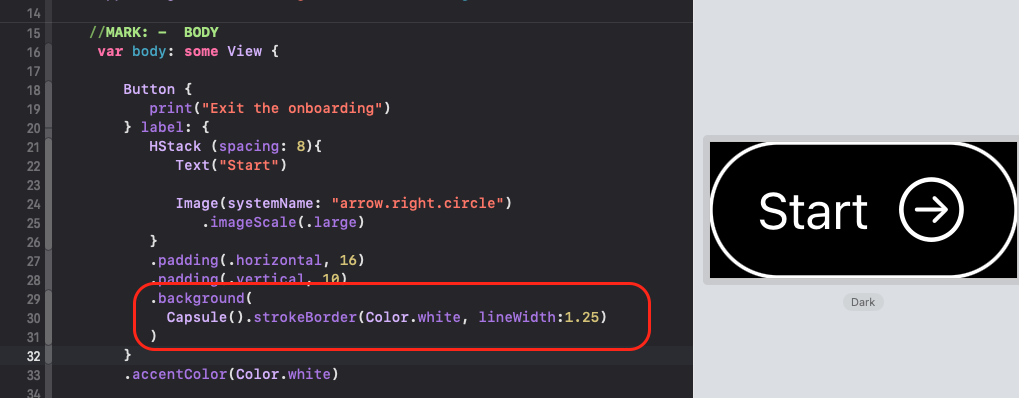 14
15 //MARK: - BODY
16 var body: some View {
17
18 Button {
19 print("Exit the onboarding")
20 } label: {
21 HStack (spacing: 8){
22 Text("Start")
23
24 Image(systemName: "arrow.right.circle")
25 .imageScale(.large)
26 }
27 .padding(.horizontal, 16)
28 .padding(.vertical, 10)
29 .background(
30 Capsule().strokeBorder(Color.white, lineWidth:1.25)
31 )
32 }
33 .accentColor(Color.white)
34
Start
Dark